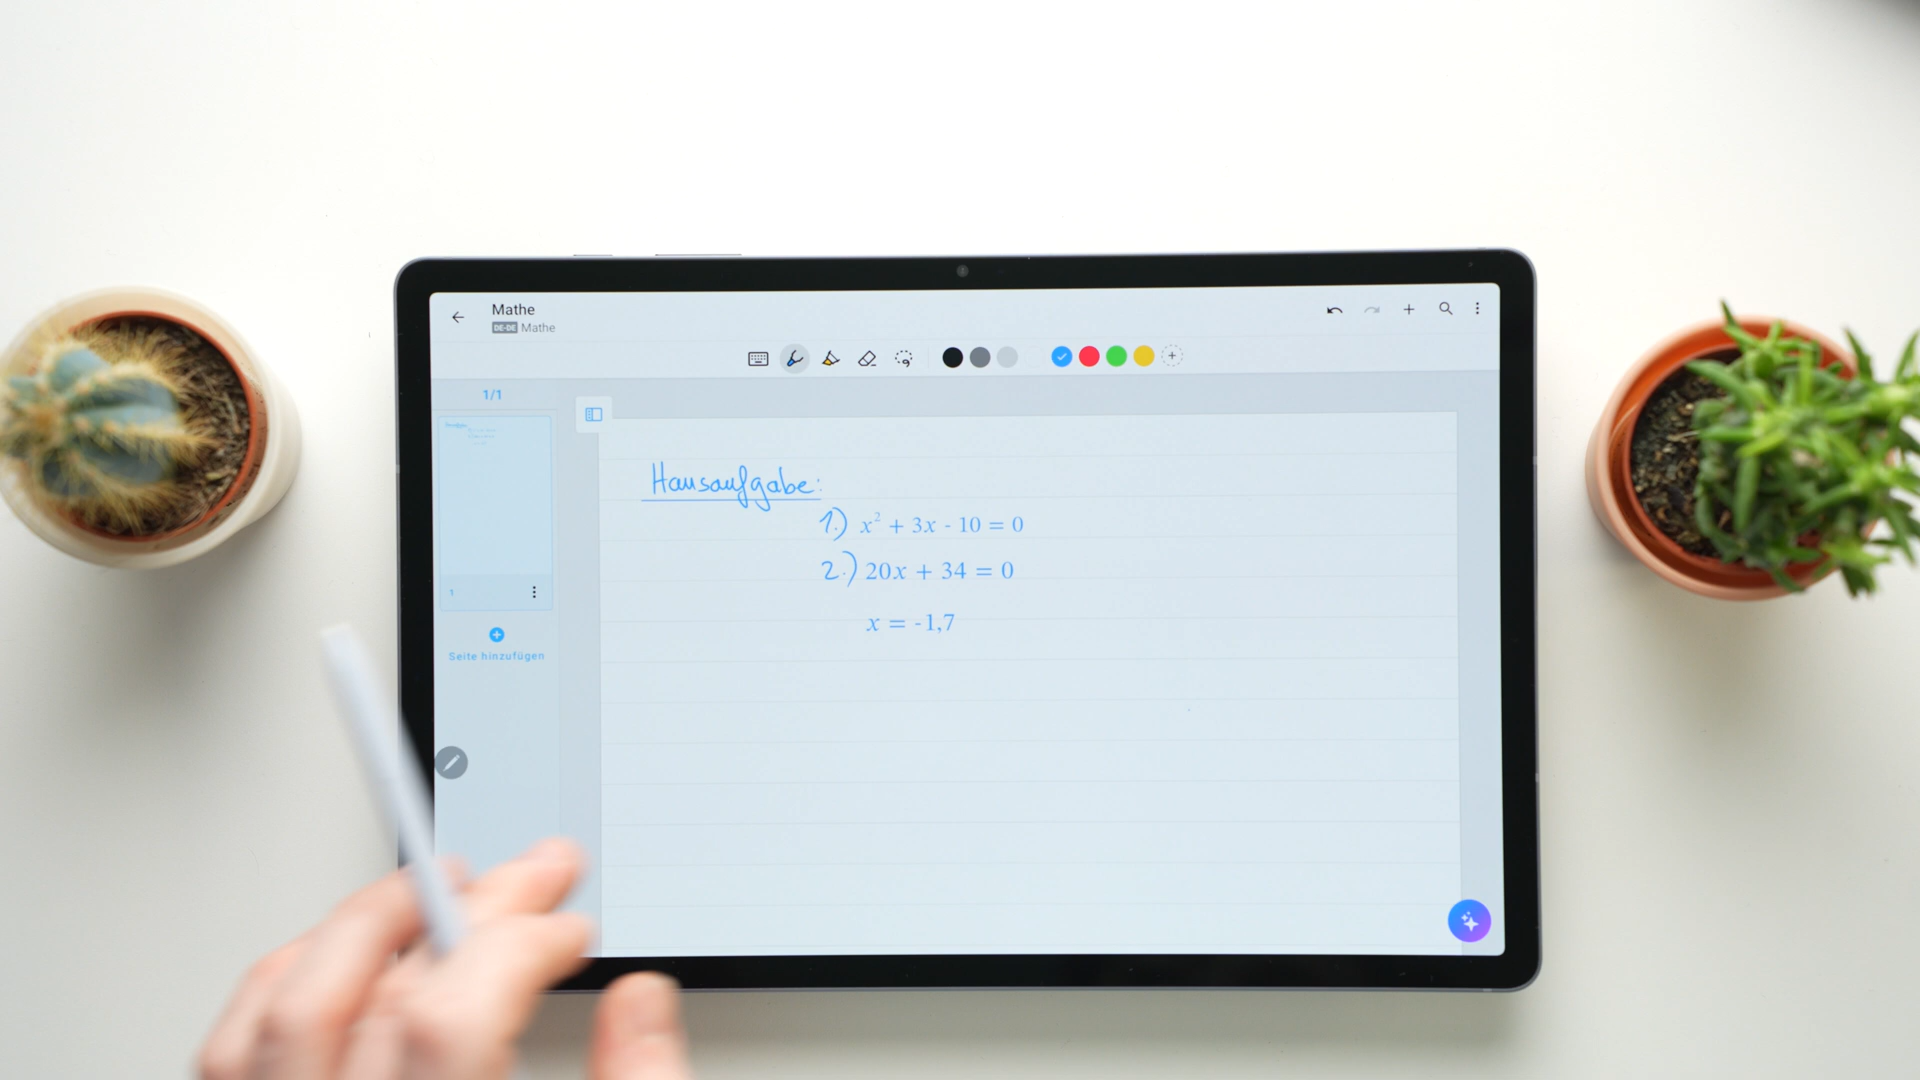 Mathe
DE-DE Mathe
1/1
Hausaufgabe:
1.) x² + 3x - 10 = 0
2.) 20x + 34 = 0
x = -1,7
1
Seite hinzufügen